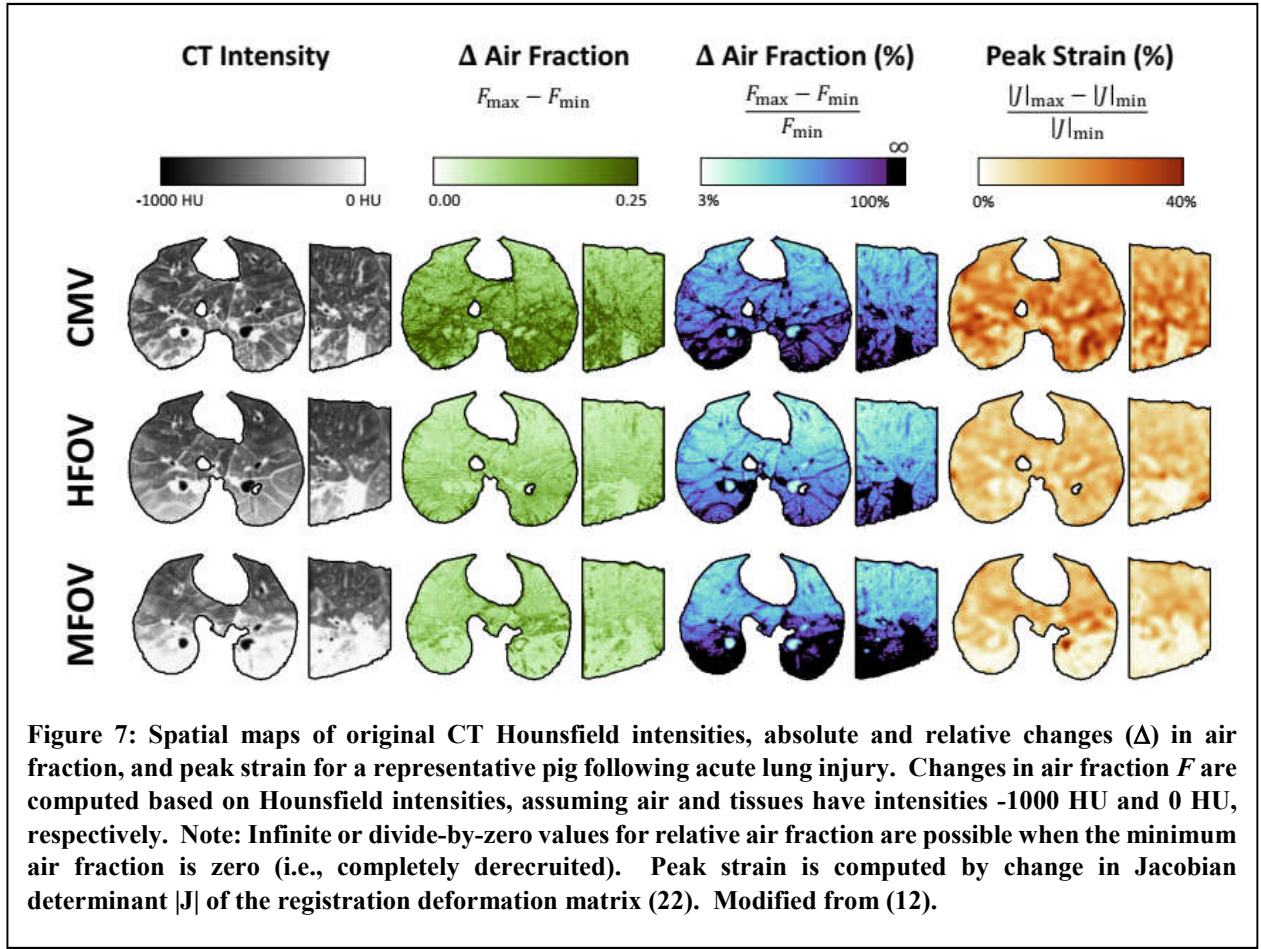 CT Intensity
Δ Air Fraction
Δ Air Fraction (%)
Peak Strain (%)
F_max − F_min
F_max − F_min
F_min
|J|_max − |J|_min
|J|_min
∞
-1000 HU 0 HU
0.00 0.25
3% 100%
0% 40%
CMV
HFOV
MFOV
Figure 7: Spatial maps of original CT Hounsfield intensities, absolute and relative changes (Δ) in air
fraction, and peak strain for a representative pig following acute lung injury. Changes in air fraction F are
computed based on Hounsfield intensities, assuming air and tissues have intensities -1000 HU and 0 HU,
respectively. Note: Infinite or divide-by-zero values for relative air fraction are possible when the minimum
air fraction is zero (i.e., completely derecruited). Peak strain is computed by change in Jacobian
determinant |J| of the registration deformation matrix (22). Modified from (12).